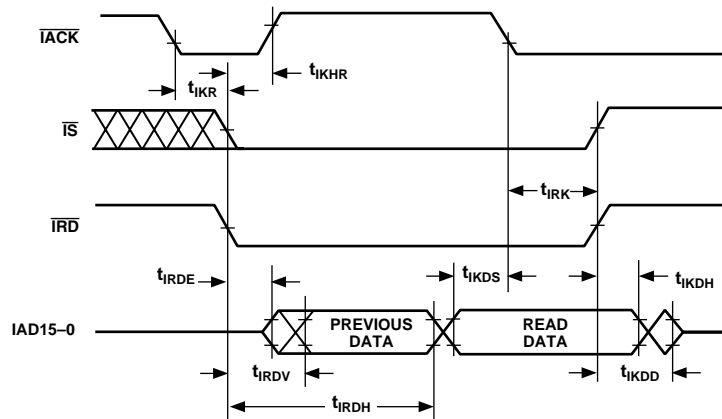 IACK
tIKHR
tIKR
IS
tIRK
IRD
tIRDE
tIKDS
tIKDH
IAD15–0
PREVIOUS
DATA
READ
DATA
tIRDV
tIKDD
tIRDH